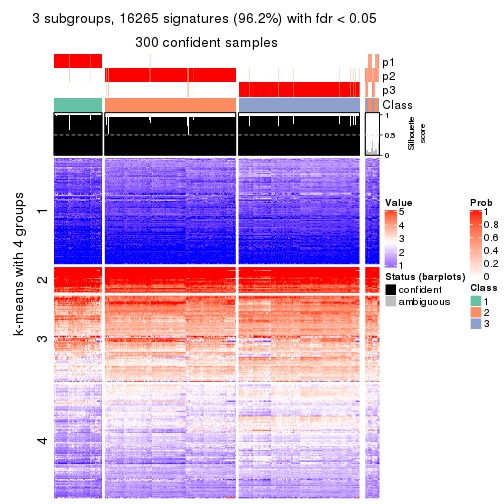 3 subgroups, 16265 signatures (96.2%) with fdr < 0.05
300 confident samples
p1
p2
p3
Class
1
0.5
0
Silhouette
score
k-means with 4 groups
1
2
3
4
Value
5
4
3
2
1
Status (barplots)
confident
ambiguous
Prob
1
0.8
0.6
0.4
0.2
0
Class
1
2
3